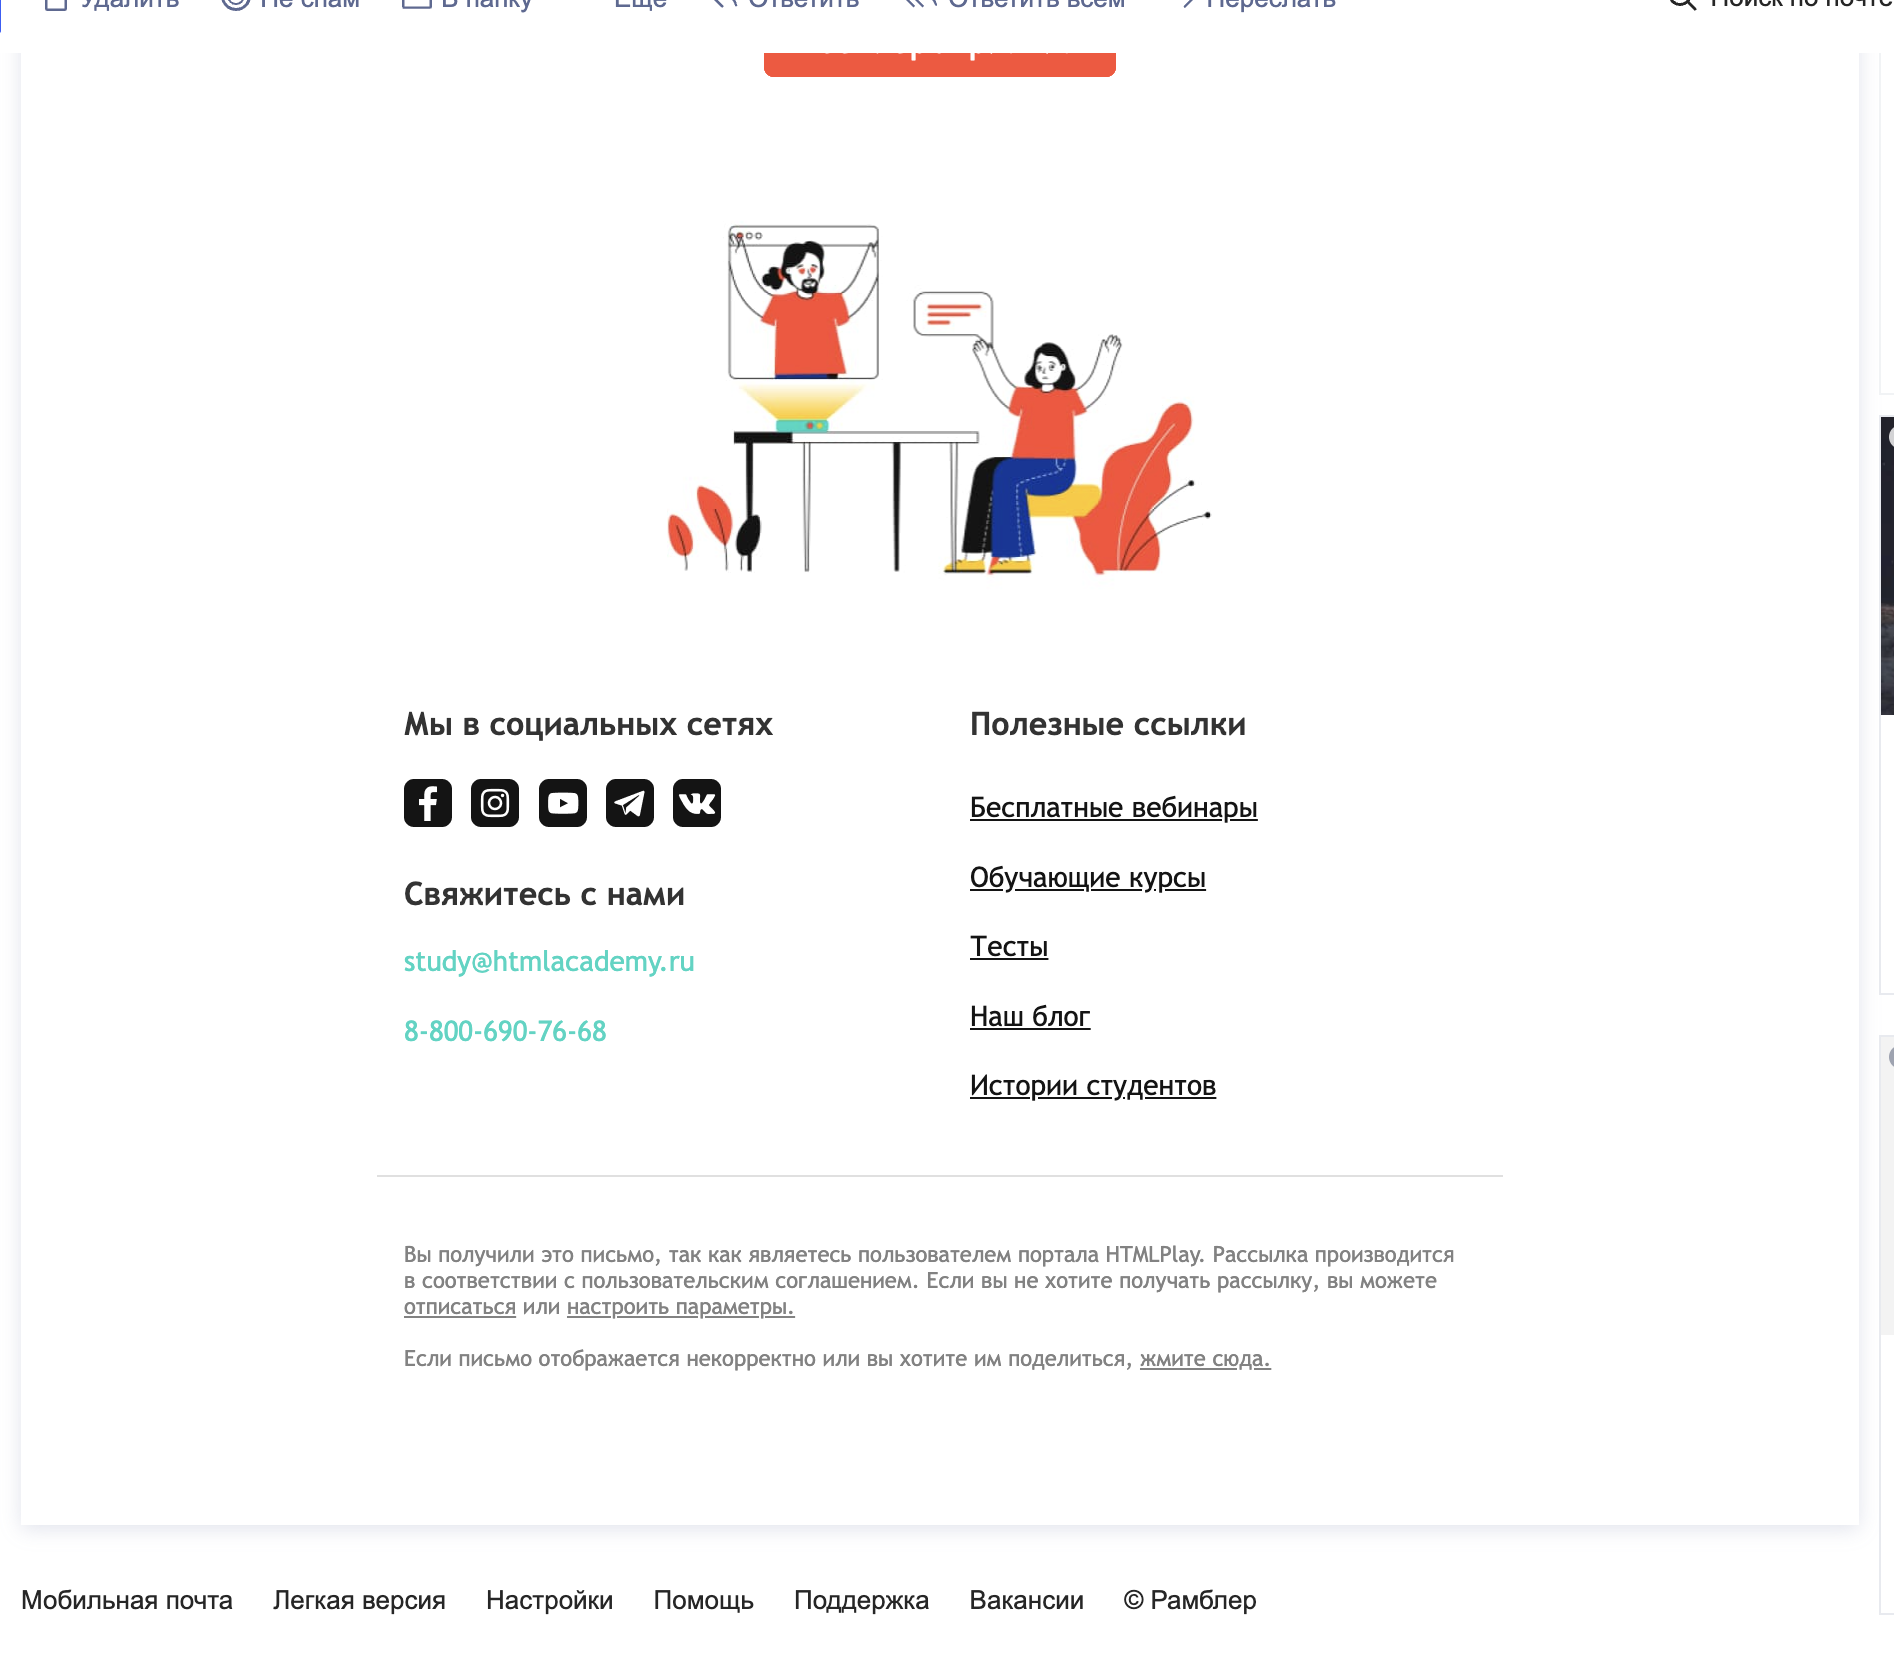 Удалить Не спам В папку Ещё Ответить Ответить всем Переслать Поиск по почте
Мы в социальных сетях
Свяжитесь с нами
study@htmlacademy.ru
8-800-690-76-68
Полезные ссылки
Бесплатные вебинары
Обучающие курсы
Тесты
Наш блог
Истории студентов
Вы получили это письмо, так как являетесь пользователем портала HTMLPlay. Рассылка производится
в соответствии с пользовательским соглашением. Если вы не хотите получать рассылку, вы можете
отписаться или настроить параметры.
Если письмо отображается некорректно или вы хотите им поделиться, жмите сюда.
Мобильная почта Легкая версия Настройки Помощь Поддержка Вакансии © Рамблер